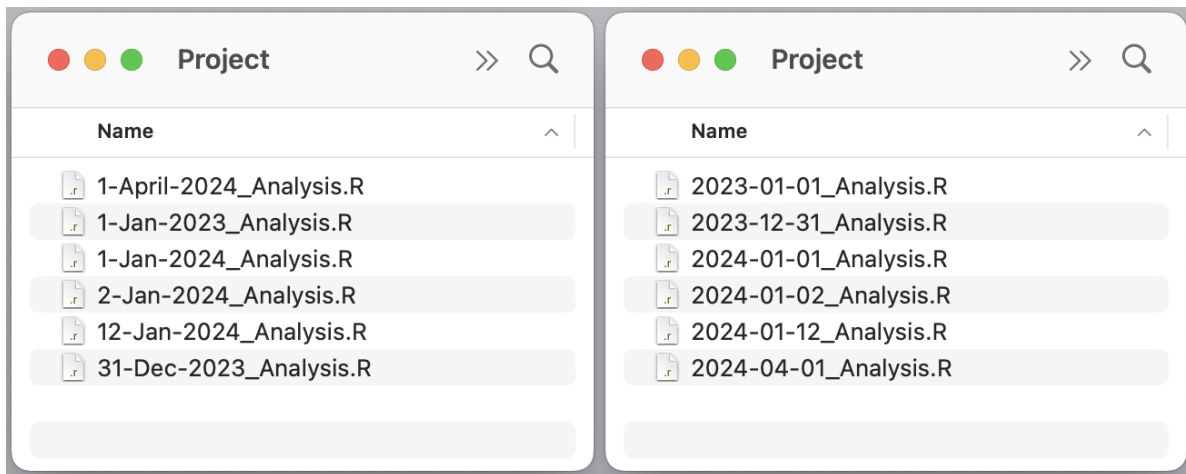 Project
Name
1-April-2024_Analysis.R
1-Jan-2023_Analysis.R
1-Jan-2024_Analysis.R
2-Jan-2024_Analysis.R
12-Jan-2024_Analysis.R
31-Dec-2023_Analysis.R
Project
Name
2023-01-01_Analysis.R
2023-12-31_Analysis.R
2024-01-01_Analysis.R
2024-01-02_Analysis.R
2024-01-12_Analysis.R
2024-04-01_Analysis.R